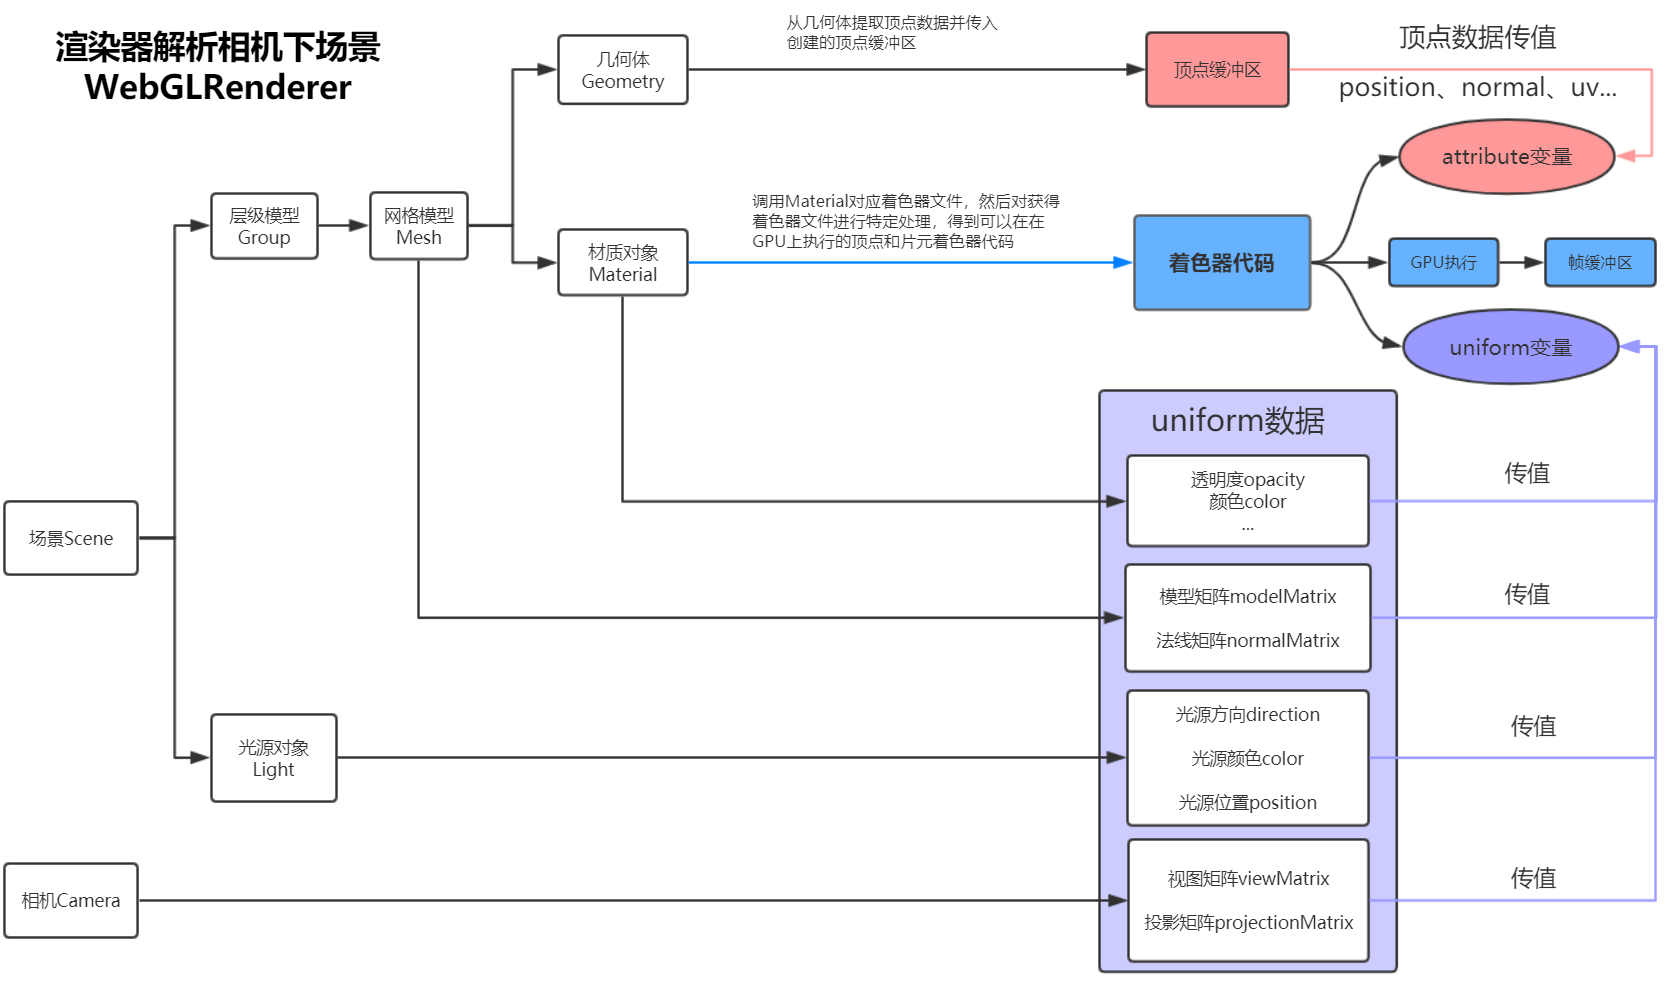 渲染器解析相机下场景
WebGLRenderer
从几何体提取顶点数据并传入
创建的顶点缓冲区
几何体
Geometry
顶点缓冲区
顶点数据传值
position、normal、uv...
attribute变量
层级模型
Group
网格模型
Mesh
调用Material对应着色器文件，然后对获得
着色器文件进行特定处理，得到可以在在
GPU上执行的顶点和片元着色器代码
材质对象
Material
着色器代码
GPU执行
帧缓冲区
uniform变量
uniform数据
透明度opacity
颜色color
...
传值
场景Scene
模型矩阵modelMatrix
法线矩阵normalMatrix
传值
光源对象
Light
光源方向direction
光源颜色color
光源位置position
传值
相机Camera
视图矩阵viewMatrix
投影矩阵projectionMatrix
传值